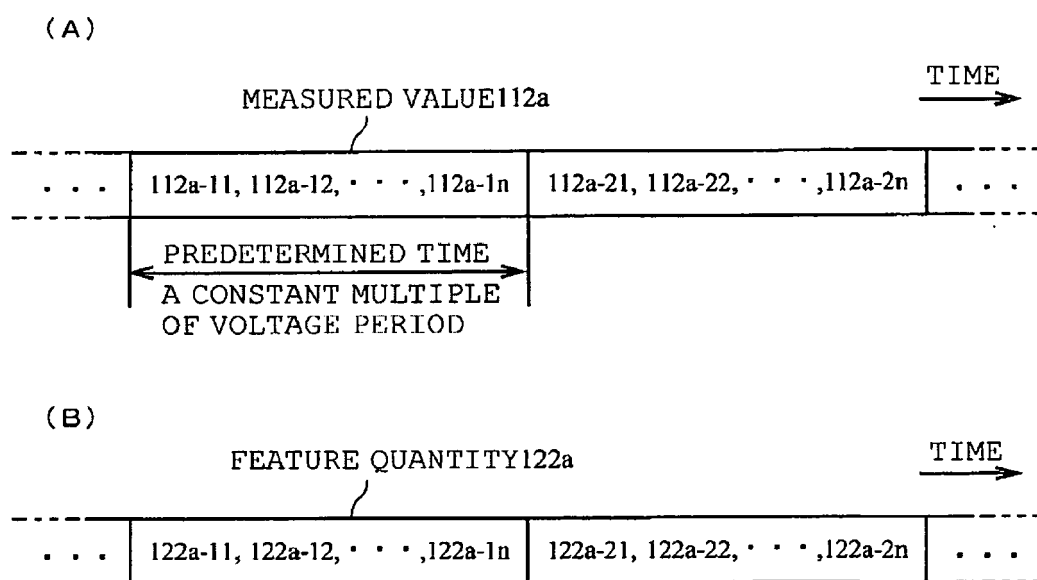 (A)
TIME
MEASURED VALUE112a
· · · 112a-11, 112a-12, · · · ,112a-1n 112a-21, 112a-22, · · · ,112a-2n · · ·
PREDETERMINED TIME
A CONSTANT MULTIPLE
OF VOLTAGE PERIOD
(B)
TIME
FEATURE QUANTITY122a
· · · 122a-11, 122a-12, · · · ,122a-1n 122a-21, 122a-22, · · · ,122a-2n · · ·